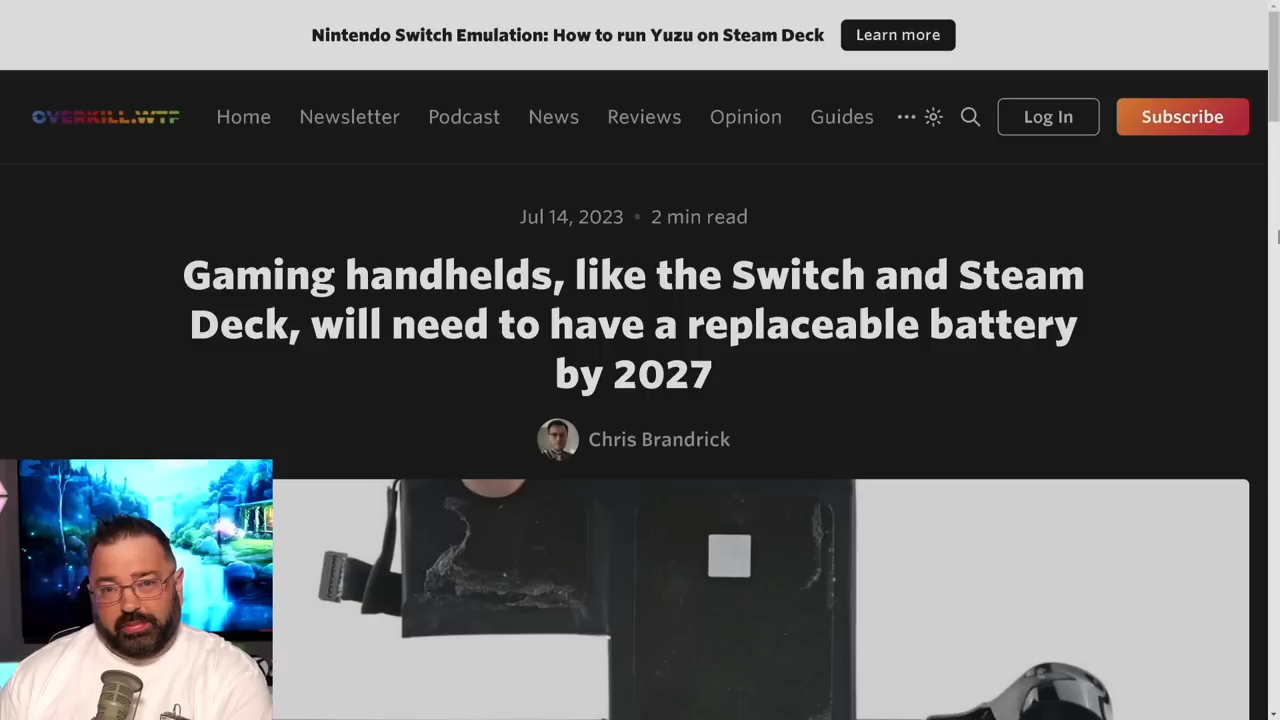 Nintendo Switch Emulation: How to run Yuzu on Steam Deck Learn more
OVERKILL.WTF Home Newsletter Podcast News Reviews Opinion Guides ••• Log In Subscribe
Jul 14, 2023 • 2 min read
Gaming handhelds, like the Switch and Steam
Deck, will need to have a replaceable battery
by 2027
Chris Brandrick